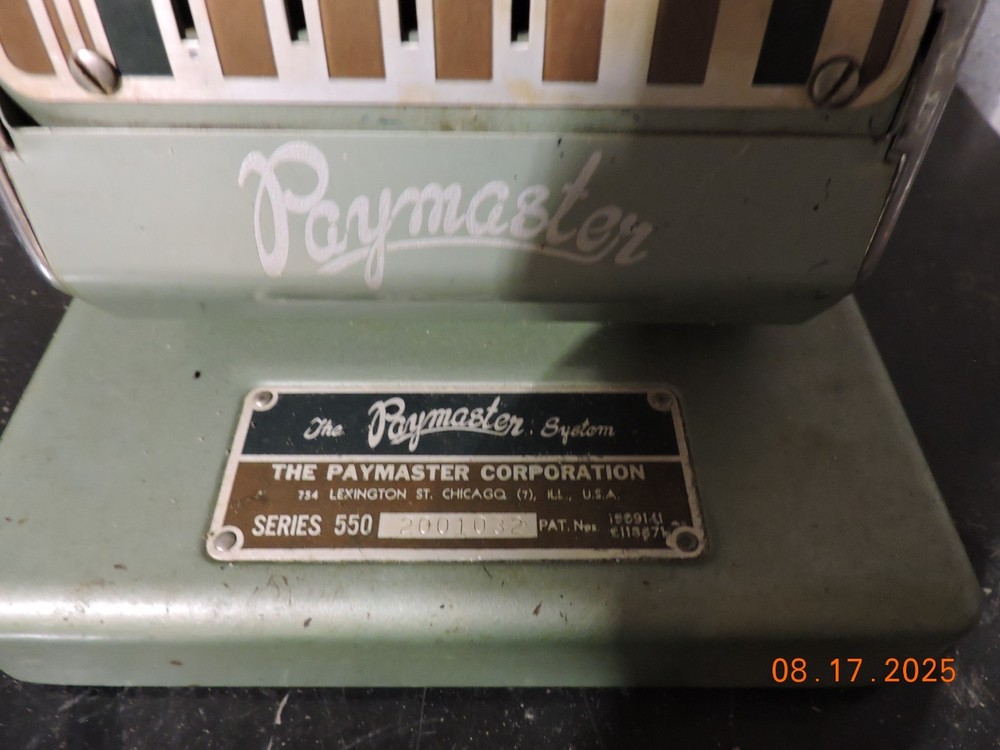 Paymaster
The Paymaster System
THE PAYMASTER CORPORATION
754 LEXINGTON ST. CHICAGO (7), ILL., U.S.A.
SERIES 550 2001032 PAT. Nos.
08.17.2025